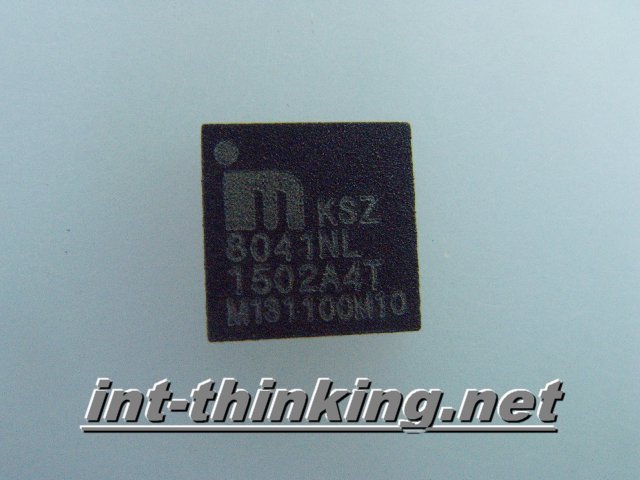 m KSZ
8041NL
1502A4T
M131100M10
int-thinking.net